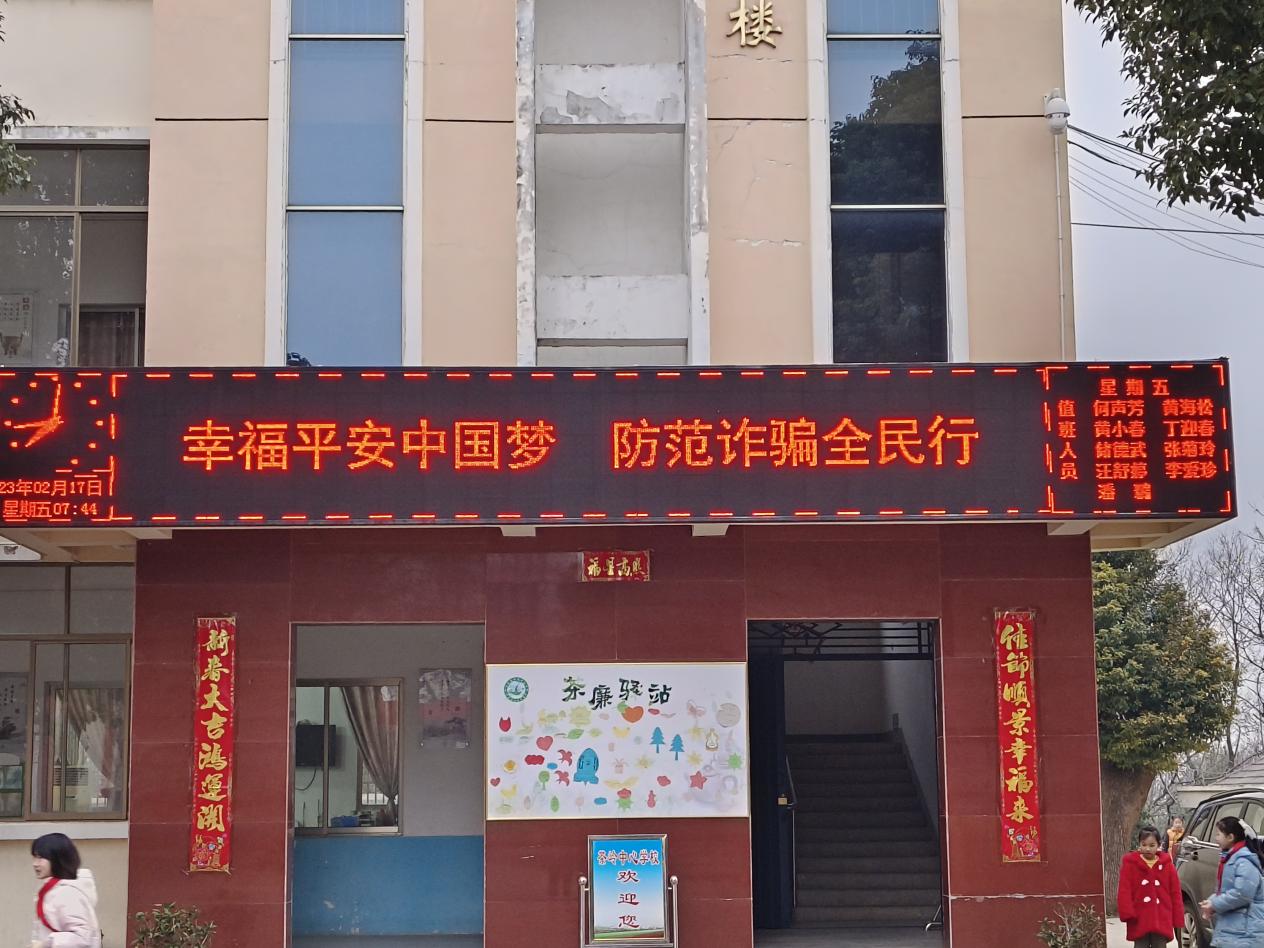 楼
幸福平安中国梦 防范诈骗全民行
23年02月17日
星期五07:44
星期五
值班人员
何声芳 黄海松
黄小春 丁迎春
储德武 张菊玲
汪舒婷 李爱珍
潘
福星高照
新春大吉鸿运开
佳节顺景幸福来
茶廉驿站
茶岭中心学校
欢
迎
您